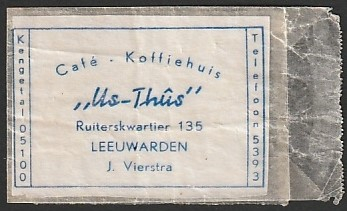 Kengetal 05100
Café - Koffiehuis
„Us-Thûs”
Ruiterskwartier 135
LEEUWARDEN
J. Vierstra
Telefoon 5393